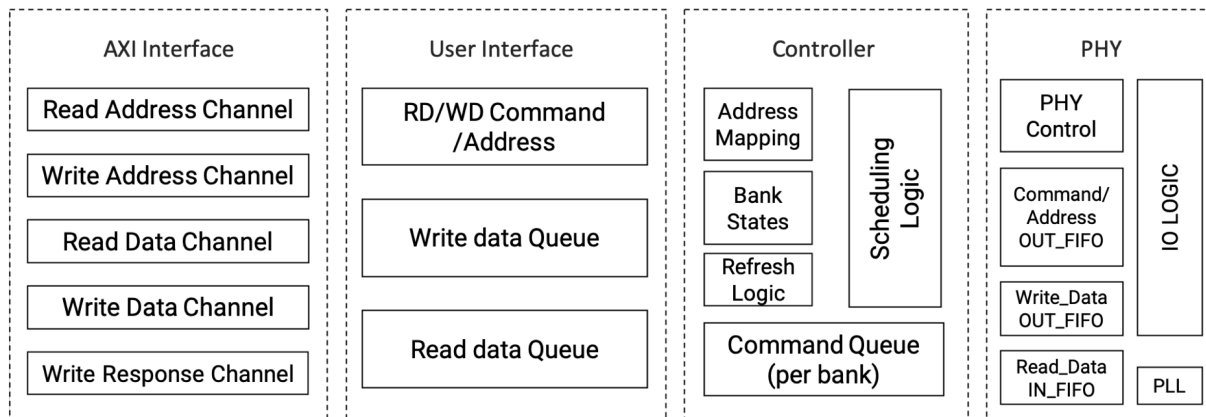 AXI Interface
Read Address Channel
Write Address Channel
Read Data Channel
Write Data Channel
Write Response Channel
User Interface
RD/WD Command
/Address
Write data Queue
Read data Queue
Controller
Address
Mapping
Bank
States
Refresh
Logic
Scheduling
Logic
Command Queue
(per bank)
PHY
PHY
Control
Command/
Address
OUT_FIFO
Write_Data
OUT_FIFO
Read_Data
IN_FIFO
IO LOGIC
PLL